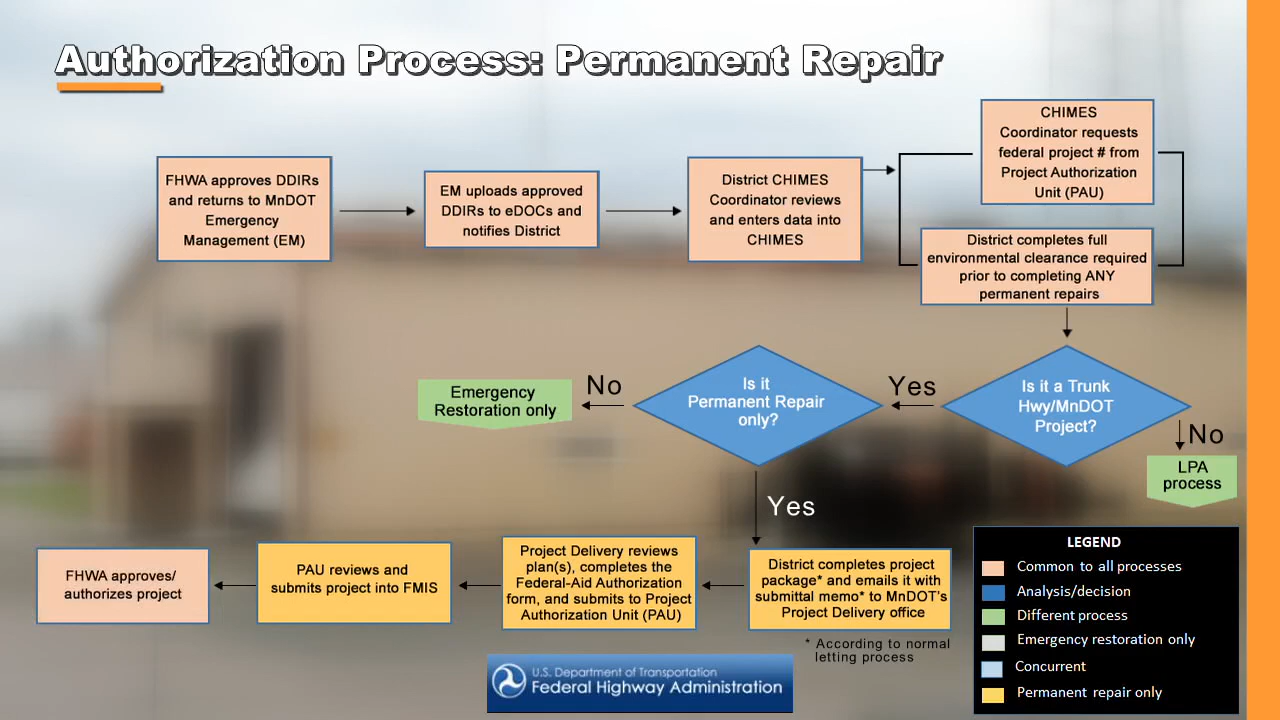 Authorization Process: Permanent Repair
FHWA approves DDIRs
and returns to MnDOT
Emergency
Management (EM)
EM uploads approved
DDIRs to eDOCs and
notifies District
District CHIMES
Coordinator reviews
and enters data into
CHIMES
CHIMES
Coordinator requests
federal project # from
Project Authorization
Unit (PAU)
District completes full
environmental clearance required
prior to completing ANY
permanent repairs
Is it a Trunk
Hwy/MnDOT
Project?
No
LPA
process
Yes
Is it
Permanent Repair
only?
No
Emergency
Restoration only
Yes
District completes project
package* and emails it with
submittal memo* to MnDOT's
Project Delivery office
* According to normal
letting process
Project Delivery reviews
plan(s), completes the
Federal-Aid Authorization
form, and submits to Project
Authorization Unit (PAU)
PAU reviews and
submits project into FMIS
FHWA approves/
authorizes project
LEGEND
Common to all processes
Analysis/decision
Different process
Emergency restoration only
Concurrent
Permanent repair only
U.S. Department of Transportation
Federal Highway Administration